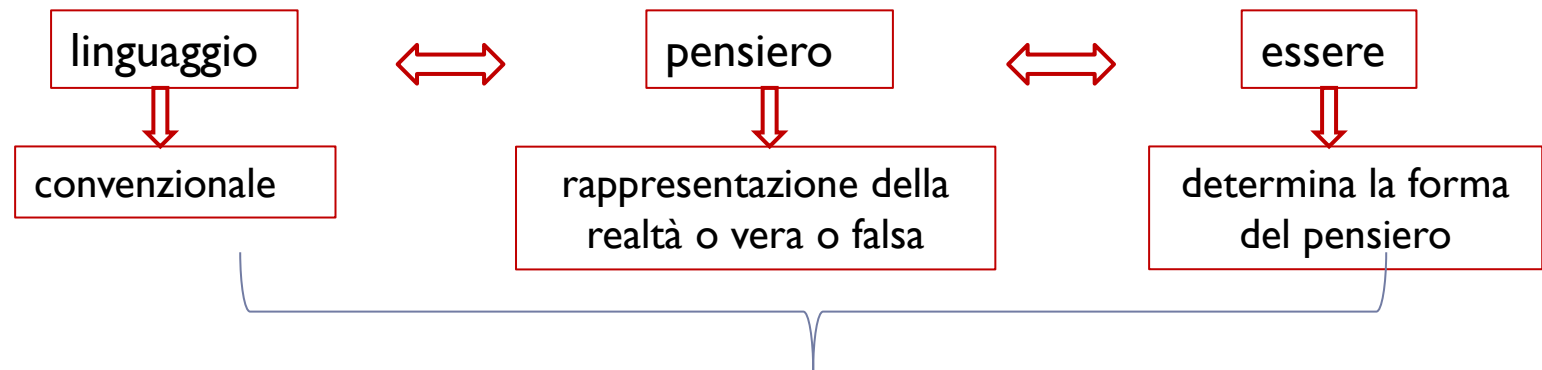 linguaggio
pensiero
essere
convenzionale
rappresentazione della
realtà o vera o falsa
determina la forma
del pensiero